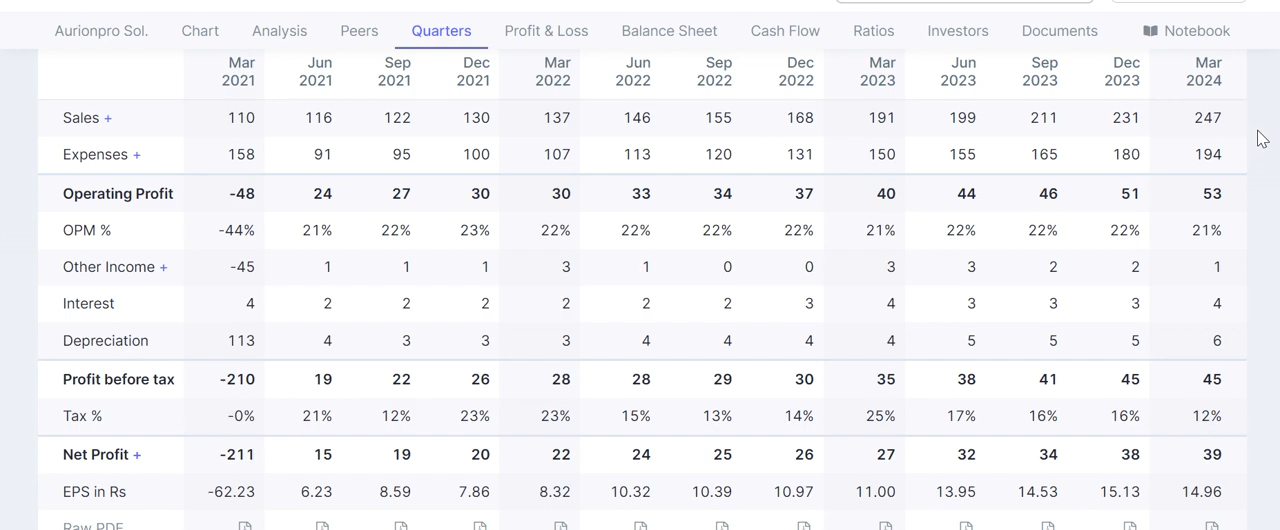 Aurionpro Sol. Chart Analysis Peers Quarters Profit & Loss Balance Sheet Cash Flow Ratios Investors Documents Notebook
Mar Jun Sep Dec Mar Jun Sep Dec Mar Jun Sep Dec Mar
2021 2021 2021 2021 2022 2022 2022 2022 2023 2023 2023 2023 2024
Sales + 110 116 122 130 137 146 155 168 191 199 211 231 247
Expenses + 158 91 95 100 107 113 120 131 150 155 165 180 194
Operating Profit -48 24 27 30 30 33 34 37 40 44 46 51 53
OPM % -44% 21% 22% 23% 22% 22% 22% 22% 21% 22% 22% 22% 21%
Other Income + -45 1 1 1 3 1 0 0 3 3 2 2 1
Interest 4 2 2 2 2 2 2 3 4 3 3 3 4
Depreciation 113 4 3 3 3 4 4 4 4 5 5 5 6
Profit before tax -210 19 22 26 28 28 29 30 35 38 41 45 45
Tax % -0% 21% 12% 23% 23% 15% 13% 14% 25% 17% 16% 16% 12%
Net Profit + -211 15 19 20 22 24 25 26 27 32 34 38 39
EPS in Rs -62.23 6.23 8.59 7.86 8.32 10.32 10.39 10.97 11.00 13.95 14.53 15.13 14.96
Raw PDF